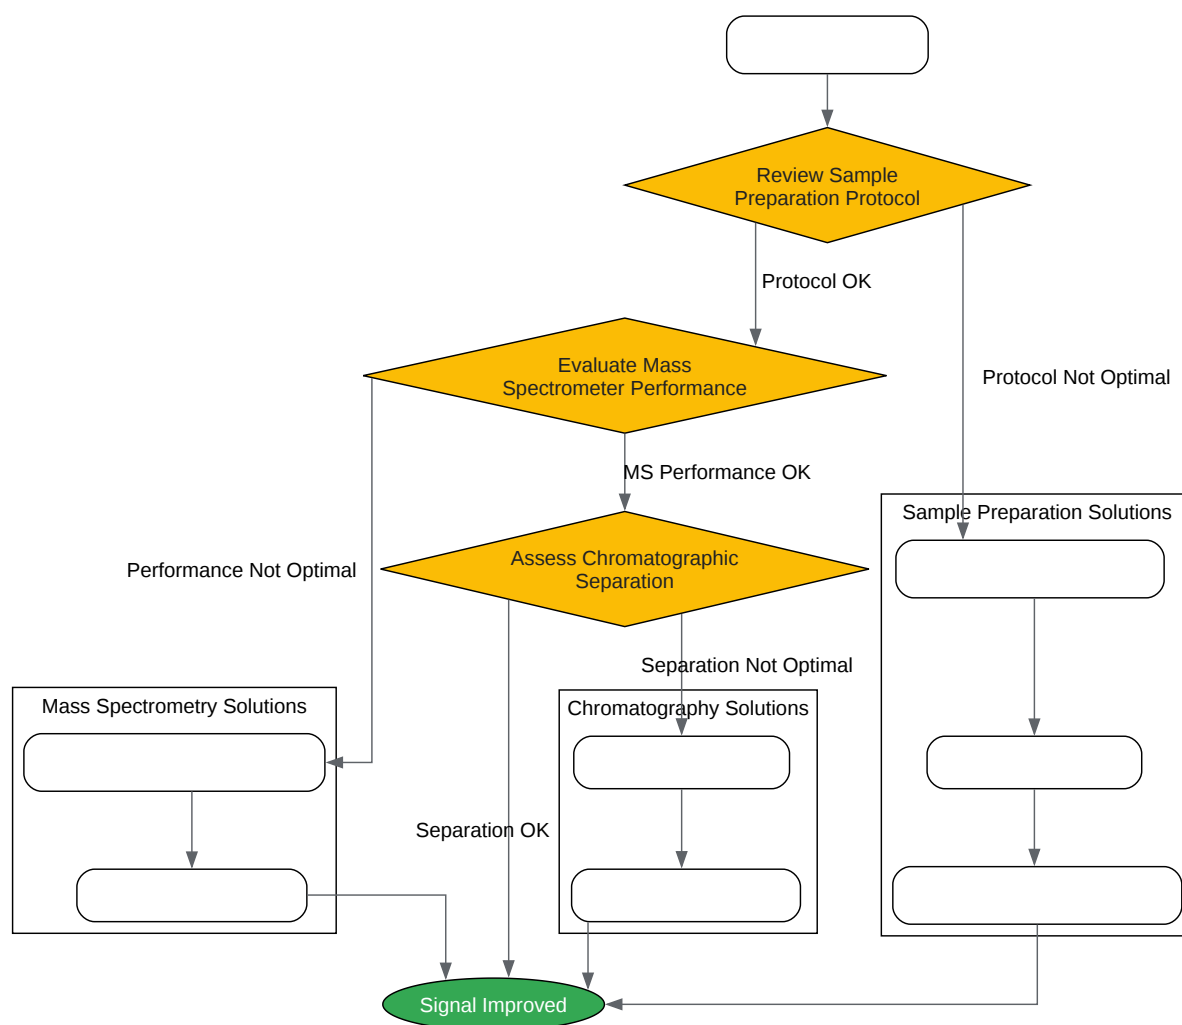 Review Sample
Preparation Protocol
Protocol OK
Evaluate Mass
Spectrometer Performance
Protocol Not Optimal
MS Performance OK
Sample Preparation Solutions
Assess Chromatographic
Separation
Performance Not Optimal
Separation Not Optimal
Mass Spectrometry Solutions
Chromatography Solutions
Separation OK
Signal Improved